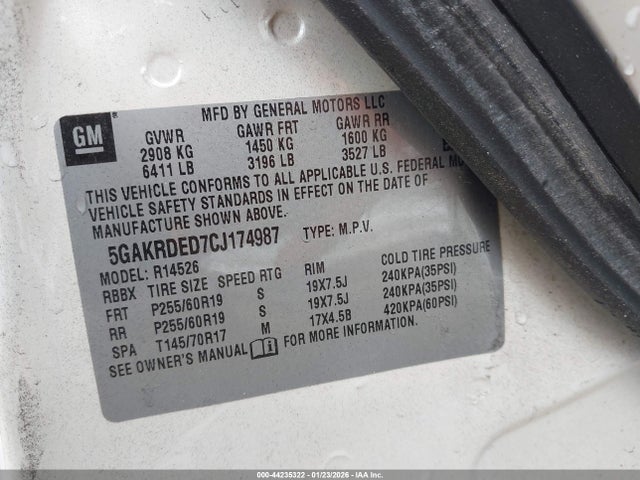 MFD BY GENERAL MOTORS LLC
GM
GVWR GAWR FRT GAWR RR
2908 KG 1450 KG 1600 KG
6411 LB 3196 LB 3527 LB
THIS VEHICLE CONFORMS TO ALL APPLICABLE U.S. FEDERAL
VEHICLE SAFETY STANDARDS IN EFFECT ON THE DATE OF
MANUFACTURE SHOWN ABOVE.
5GAKRDED7CJ174987 TYPE: M.P.V.
MODEL: R14526
RBBX TIRE SIZE SPEED RTG RIM COLD TIRE PRESSURE
FRT P255/60R19 S 19X7.5J 240KPA(35PSI)
RR P255/60R19 S 19X7.5J 240KPA(35PSI)
SPA T145/70R17 M 17X4.5B 420KPA(60PSI)
SEE OWNER'S MANUAL FOR MORE INFORMATION.
000-44235322 | 01/23/2026 - IAA Inc.